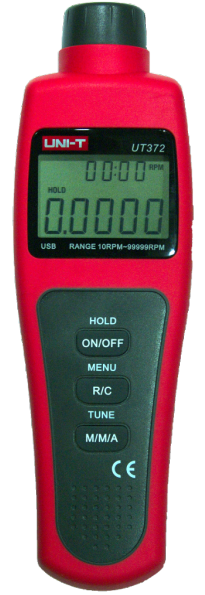 UNI-T UT372
00:00 RPM
HOLD
0.0000
USB RANGE 10RPM~99999RPM
HOLD
ON/OFF
MENU
R/C
TUNE
M/M/A
CE